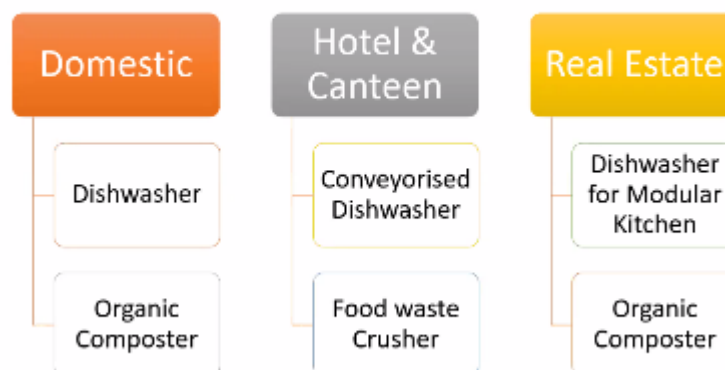 Domestic
Dishwasher
Organic
Composter
Hotel &
Canteen
Conveyorised
Dishwasher
Food waste
Crusher
Real Estate
Dishwasher
for Modular
Kitchen
Organic
Composter